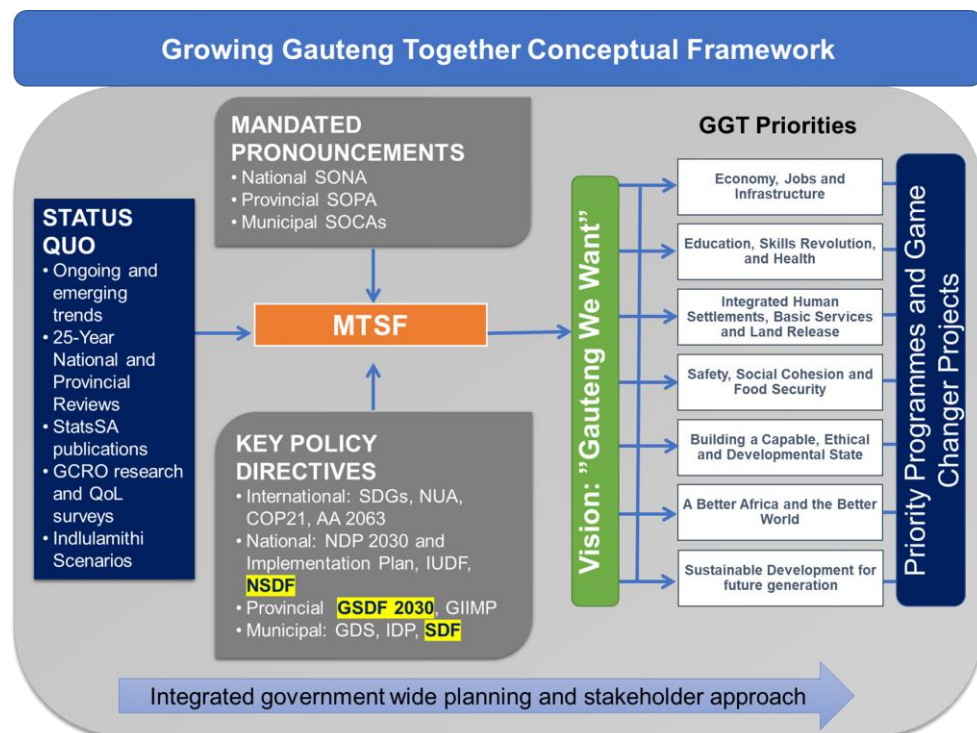 Growing Gauteng Together Conceptual Framework
STATUS
QUO
• Ongoing and
emerging
trends
• 25-Year
National and
Provincial
Reviews
• StatsSA
publications
• GCRO research
and QoL
surveys
• Indlulamithi
Scenarios
MANDATED
PRONOUNCEMENTS
• National SONA
• Provincial SOPA
• Municipal SOCAs
MTSF
KEY POLICY
DIRECTIVES
• International: SDGs, NUA,
COP21, AA 2063
• National: NDP 2030 and
Implementation Plan, IUDF,
NSDF
• Provincial GSDF 2030, GIIMP
• Municipal: GDS, IDP, SDF
Vision: ”Gauteng We Want”
GGT Priorities
Economy, Jobs and
Infrastructure
Education, Skills Revolution,
and Health
Integrated Human
Settlements, Basic Services
and Land Release
Safety, Social Cohesion and
Food Security
Building a Capable, Ethical
and Developmental State
A Better Africa and the Better
World
Sustainable Development for
future generation
Priority Programmes and Game
Changer Projects
Integrated government wide planning and stakeholder approach